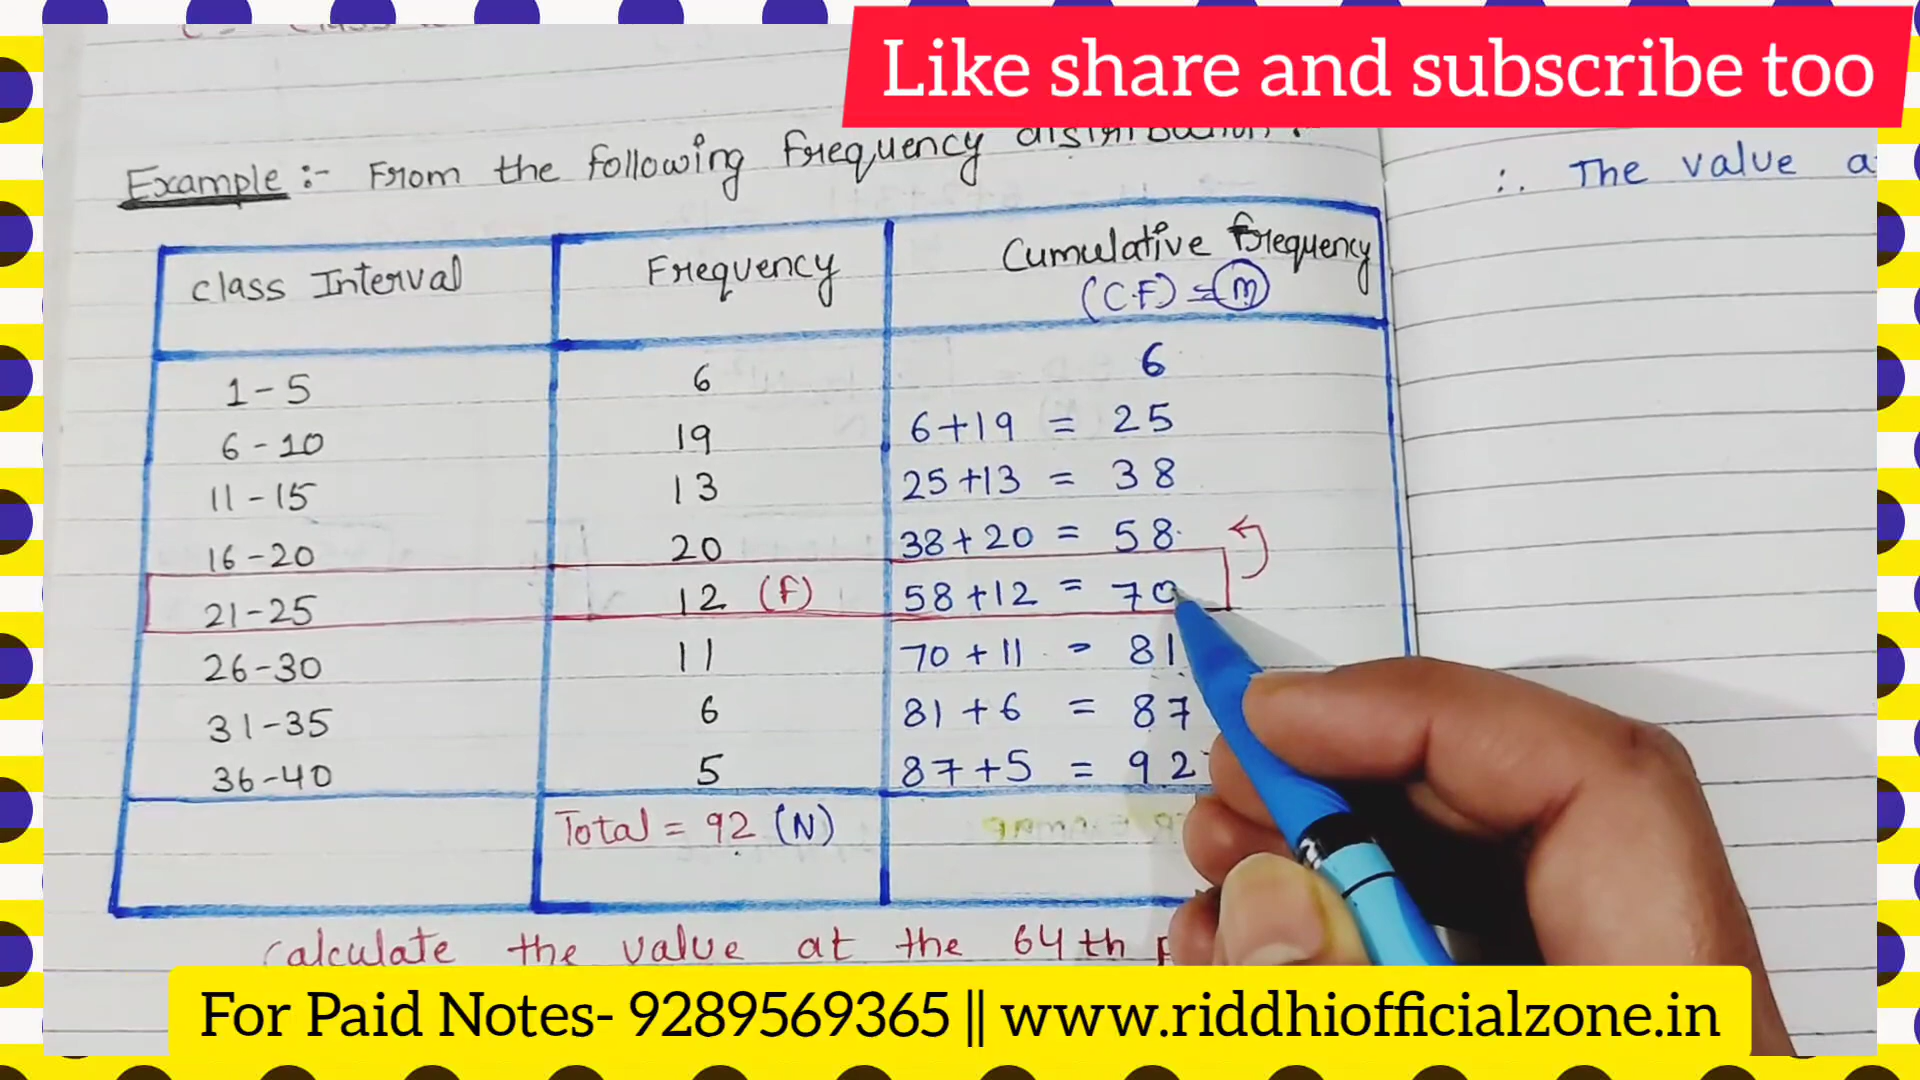 Like share and subscribe too
Example :- From the following frequency distribution :
∴ The value a
Class Interval Frequency Cumulative Frequency
(C.F) = m
1 - 5 6 6
6 - 10 19 6+19 = 25
11 - 15 13 25+13 = 38
16 - 20 20 38+20 = 58
21 - 25 12 (F) 58+12 = 70
26 - 30 11 70 + 11 = 81
31 - 35 6 81 + 6 = 87
36 - 40 5 87+5 = 92
Total = 92 (N)
Calculate the value at the 64th
For Paid Notes- 9289569365 || www.riddhiofficialzone.in